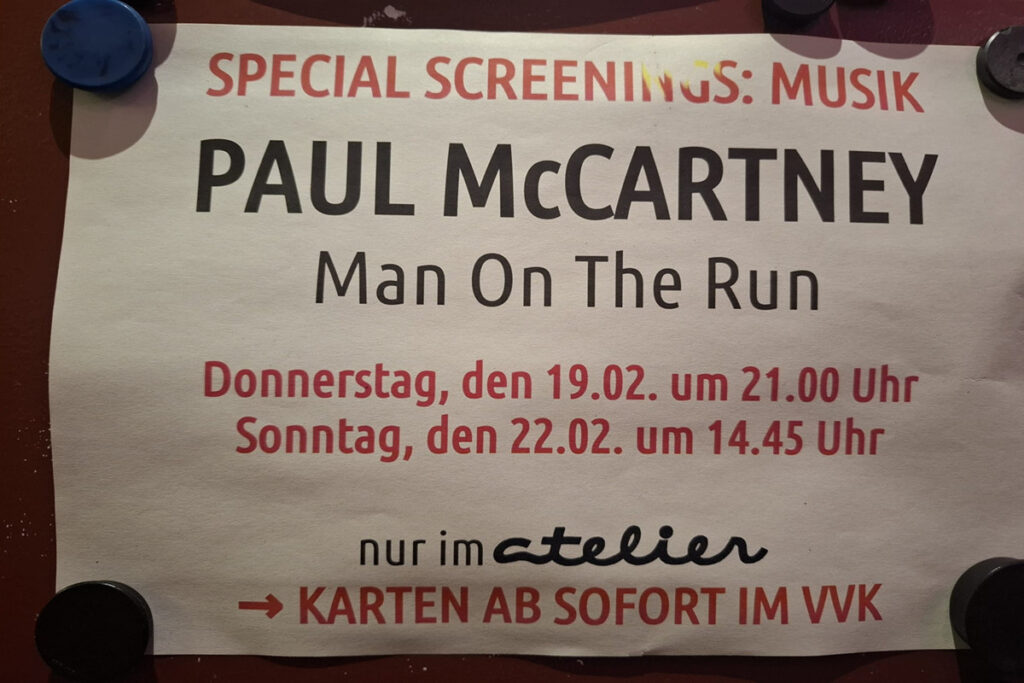 SPECIAL SCREENINGS: MUSIK
PAUL McCARTNEY
Man On The Run
Donnerstag, den 19.02. um 21.00 Uhr
Sonntag, den 22.02. um 14.45 Uhr
nur im atelier
→ KARTEN AB SOFORT IM VVK